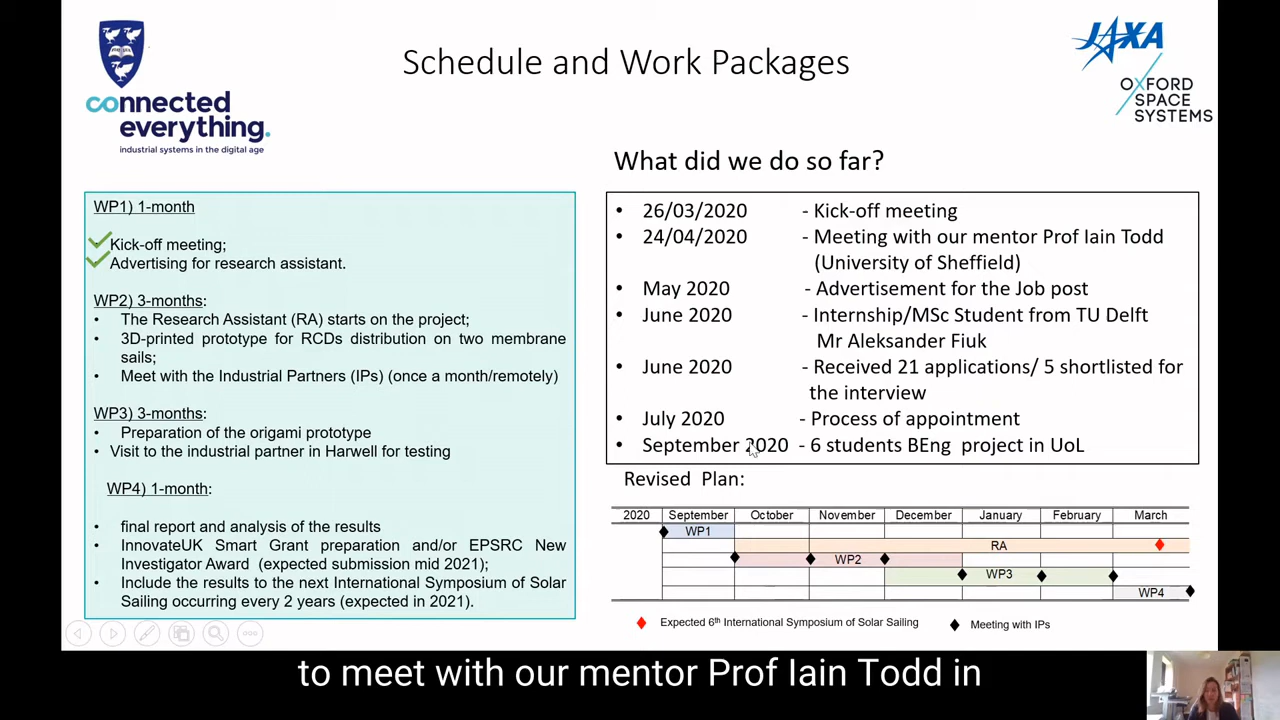 Schedule and Work Packages
connected
everything.
industrial systems in the digital age
JAXA
OXFORD
SPACE
SYSTEMS
WP1) 1-month
Kick-off meeting;
Advertising for research assistant.
WP2) 3-months:
• The Research Assistant (RA) starts on the project;
• 3D-printed prototype for RCDs distribution on two membrane
sails;
• Meet with the Industrial Partners (IPs) (once a month/remotely)
WP3) 3-months:
• Preparation of the origami prototype
• Visit to the industrial partner in Harwell for testing
WP4) 1-month:
• final report and analysis of the results
• InnovateUK Smart Grant preparation and/or EPSRC New
Investigator Award (expected submission mid 2021);
• Include the results to the next International Symposium of Solar
Sailing occurring every 2 years (expected in 2021).
What did we do so far?
• 26/03/2020 - Kick-off meeting
• 24/04/2020 - Meeting with our mentor Prof Iain Todd
(University of Sheffield)
• May 2020 - Advertisement for the Job post
• June 2020 - Internship/MSc Student from TU Delft
Mr Aleksander Fiuk
• June 2020 - Received 21 applications/ 5 shortlisted for
the interview
• July 2020 - Process of appointment
• September 2020 - 6 students BEng project in UoL
Revised Plan:
2020 September October November December January February March
WP1
RA
WP2
WP3
WP4
Expected 6th International Symposium of Solar Sailing
Meeting with IPs
to meet with our mentor Prof Iain Todd in